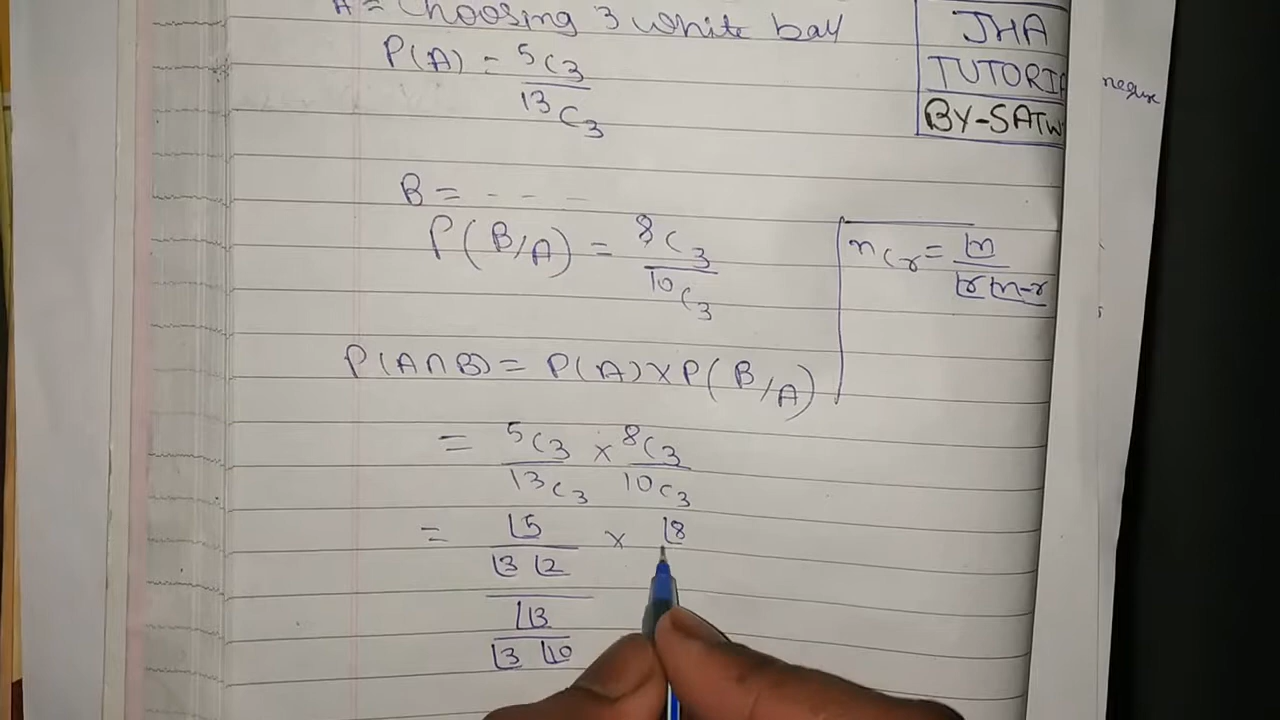 A = Choosing 3 white ball
P(A) = 5C3
13C3
B = - - -
P(B/A) = 8C3
10C3
P(A∩B) = P(A) x P(B/A)
= 5C3 x 8C3
13C3 10C3
= ⌊5 x ⌊8
⌊3 ⌊2
⌊13
⌊3 ⌊10
JHA
TUTORIA
BY-SATW
nCr = ⌊n
⌊r ⌊n-r